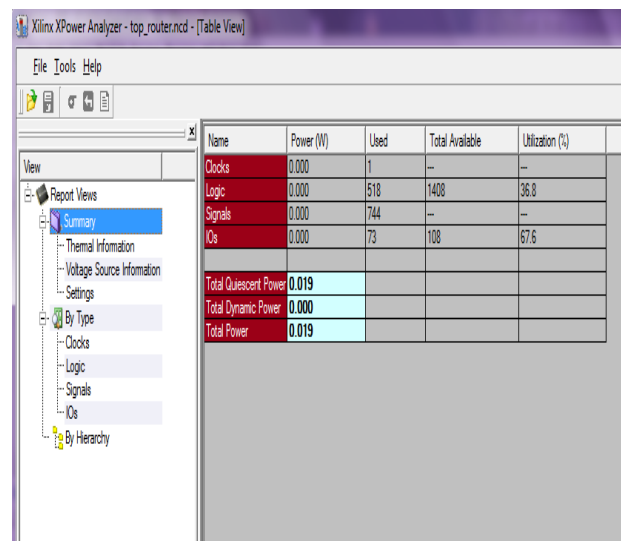 Xilinx XPower Analyzer - top_router.ncd - [Table View]
File Tools Help
View
Report Views
Summary
Thermal Information
Voltage Source Information
Settings
By Type
Clocks
Logic
Signals
IOs
By Hierarchy
Name Power (W) Used Total Available Utilization (%)
Clocks 0.000 1 -- --
Logic 0.000 518 1408 36.8
Signals 0.000 744 -- --
IOs 0.000 73 108 67.6
Total Quiescent Power 0.019
Total Dynamic Power 0.000
Total Power 0.019